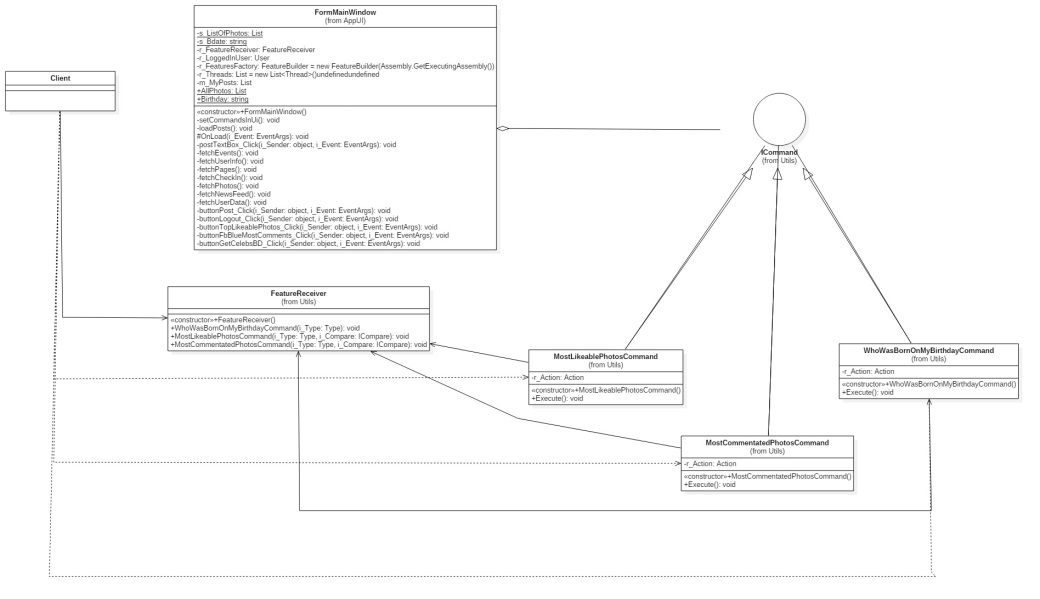 FormMainWindow
(from AppUI)
-s_ListOfPhotos: List
-s_Bdate: string
-r_FeatureReceiver: FeatureReceiver
-r_LoggedInUser: User
-r_FeaturesFactory: FeatureBuilder = new FeatureBuilder(Assembly.GetExecutingAssembly())
-r_Threads: List = new List<Thread>()undefinedundefined
-m_MyPosts: List
+AllPhotos: List
+Birthday: string
«constructor»+FormMainWindow()
-setCommandsInUi(): void
-loadPosts(): void
#OnLoad(i_Event: EventArgs): void
-postTextBox_Click(i_Sender: object, i_Event: EventArgs): void
-fetchEvents(): void
-fetchUserInfo(): void
-fetchPages(): void
-fetchCheckIn(): void
-fetchPhotos(): void
-fetchNewsFeed(): void
-fetchUserData(): void
-buttonPost_Click(i_Sender: object, i_Event: EventArgs): void
-buttonLogout_Click(i_Sender: object, i_Event: EventArgs): void
-buttonTopLikeablePhotos_Click(i_Sender: object, i_Event: EventArgs): void
-buttonFbBlueMostComments_Click(i_Sender: object, i_Event: EventArgs): void
-buttonGetCelebsBD_Click(i_Sender: object, i_Event: EventArgs): void
Client
ICommand
(from Utils)
FeatureReceiver
(from Utils)
«constructor»+FeatureReceiver()
+WhoWasBornOnMyBirthdayCommand(i_Type: Type): void
+MostLikeablePhotosCommand(i_Type: Type, i_Compare: ICompare): void
+MostCommentatedPhotosCommand(i_Type: Type, i_Compare: ICompare): void
MostLikeablePhotosCommand
(from Utils)
-r_Action: Action
«constructor»+MostLikeablePhotosCommand()
+Execute(): void
WhoWasBornOnMyBirthdayCommand
(from Utils)
-r_Action: Action
«constructor»+WhoWasBornOnMyBirthdayCommand()
+Execute(): void
MostCommentatedPhotosCommand
(from Utils)
-r_Action: Action
«constructor»+MostCommentatedPhotosCommand()
+Execute(): void